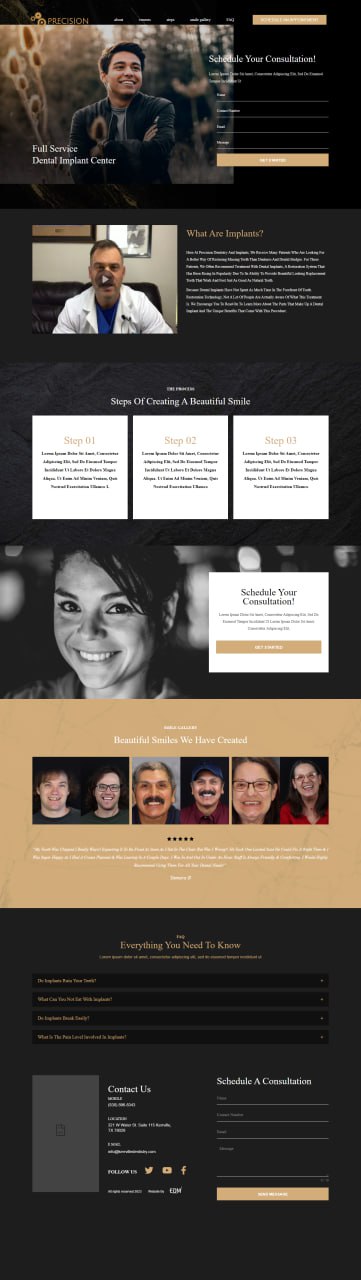 PRECISION
about
steps
smile gallery
FAQ
SCHEDULE AN APPOINTMENT
Schedule Your Consultation!
Lorem Ipsum Dolor Sit Amet, Consectetur Adipiscing Elit, Sed Do Eiusmod
Tempor Incididunt Ut
Name
Contact Number
Email
Message
GET STARTED
Full Service
Dental Implant Center
What Are Implants?
Here At Precision Dentistry And Implants, We Receive Many Patients Who Are Looking For
A Better Way Of Restoring Missing Teeth Than Dentures And Dental Bridges. For These
Patients, We Often Recommend Treatment With Dental Implants, A Restoration System That
Has Been Rising In Popularity Due To Its Ability To Provide Beautiful Looking Replacement
Teeth That Work And Feel Just As Good As Natural Teeth.
Because Dental Implants Have Not Spent As Much Time In The Forefront Of Tooth
Restoration Technology, Not A Lot Of People Are Actually Aware Of What This Treatment
Is. We Encourage You To Read On To Learn More About The Parts That Make Up A Dental
Implant And The Unique Benefits That Come With This Procedure.
THE PROCESS
Steps Of Creating A Beautiful Smile
Step 01
Lorem Ipsum Dolor Sit Amet, Consectetur
Adipiscing Elit, Sed Do Eiusmod Tempor
Incididunt Ut Labore Et Dolore Magna
Aliqua. Ut Enim Ad Minim Veniam, Quis
Nostrud Exercitation Ullamco L
Step 02
Lorem Ipsum Dolor Sit Amet, Consectetur
Adipiscing Elit, Sed Do Eiusmod Tempor
Incididunt Ut Labore Et Dolore Magna
Aliqua. Ut Enim Ad Minim Veniam, Quis
Nostrud Exercitation Ullamco
Step 03
Lorem Ipsum Dolor Sit Amet, Consectetur
Adipiscing Elit, Sed Do Eiusmod Tempor
Incididunt Ut Labore Et Dolore Magna
Aliqua. Ut Enim Ad Minim Veniam, Quis
Nostrud Exercitation Ullamco
Schedule Your
Consultation!
Lorem Ipsum Dolor Sit Amet, Consectetur Adipiscing Elit, Sed Do
Eiusmod Tempor Incididunt Ut Lorem Ipsum Dolor Sit Amet
Consectetur Adipiscing Elit.
GET STARTED
SMILE GALLERY
Beautiful Smiles We Have Created
FAQ
Everything You Need To Know
Lorem ipsum dolor sit amet, consectetur adipiscing elit, sed do eiusmod tempor incididunt ut
Do Implants Ruin Your Teeth? +
What Can You Not Eat With Implants? +
Do Implants Break Easily? +
What Is The Pain Level Involved In Implants? +
Contact Us
MOBILE
LOCATION
321 W Water St. Suite 115 Kerrville,
E MAIL
info@kerrvilledentistry.com
FOLLOW US
All rights reserved 2023
Website by
EDM
Schedule A Consultation
Name
Contact Number
Email
Message
SEND MESSAGE